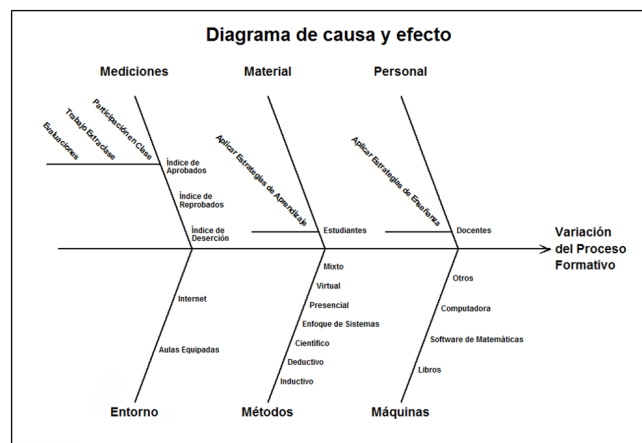 Diagrama de causa y efecto
Mediciones
Material
Personal
Evaluaciones
Trabajo Extraclase
Participación en Clase
Índice de
Aprobados
Índice de
Reprobados
Índice de
Deserción
Aplicar Estrategías de Aprendizaje
Estudiantes
Aplicar Estrategías de Enseñanza
Docentes
Variación
del Proceso
Formativo
Internet
Aulas Equipadas
Mixto
Virtual
Presencial
Enfoque de Sistemas
Científico
Deductivo
Inductivo
Otros
Computadora
Software de Matemáticas
Libros
Entorno
Métodos
Máquinas